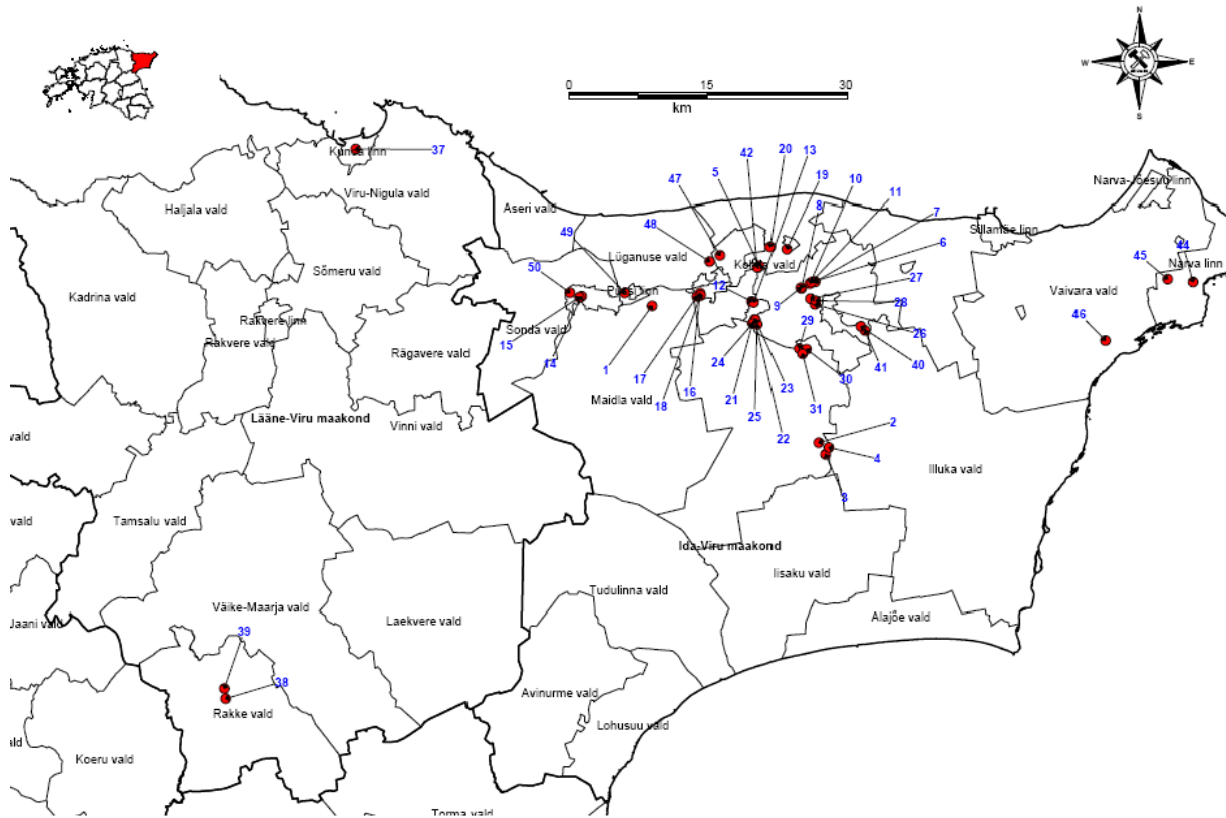 N
W
E
S
0
15
30
km
Kunda linn
37
Viru-Nigula vald
Haljala vald
Sõmeru vald
Kadrina vald
Rakvere linn
Rakvere vald
Rägavere vald
Aseri vald
49
50
48
47
5
42
20
13
19
8
10
11
7
6
Lüganuse vald
Kohtla vald
Püssi linn
12
9
27
28
26
29
Sonda vald
15
14
1
17
18
16
24
21
25
23
22
30
31
41
40
Maidla vald
2
4
3
Narva-Jõesuu linn
Sillamäe linn
45
44
Narva linn
Vaivara vald
46
Lääne-Viru maakond
Vinni vald
vald
vald
Tamsalu vald
Illuka vald
Ida-Viru maakond
Iisaku vald
Tudulinna vald
Alajõe vald
Väike-Maarja vald
Laekvere vald
Jaani vald
39
38
Rakke vald
Avinurme vald
Lohusuu vald
ald
Koeru vald
Torma vald